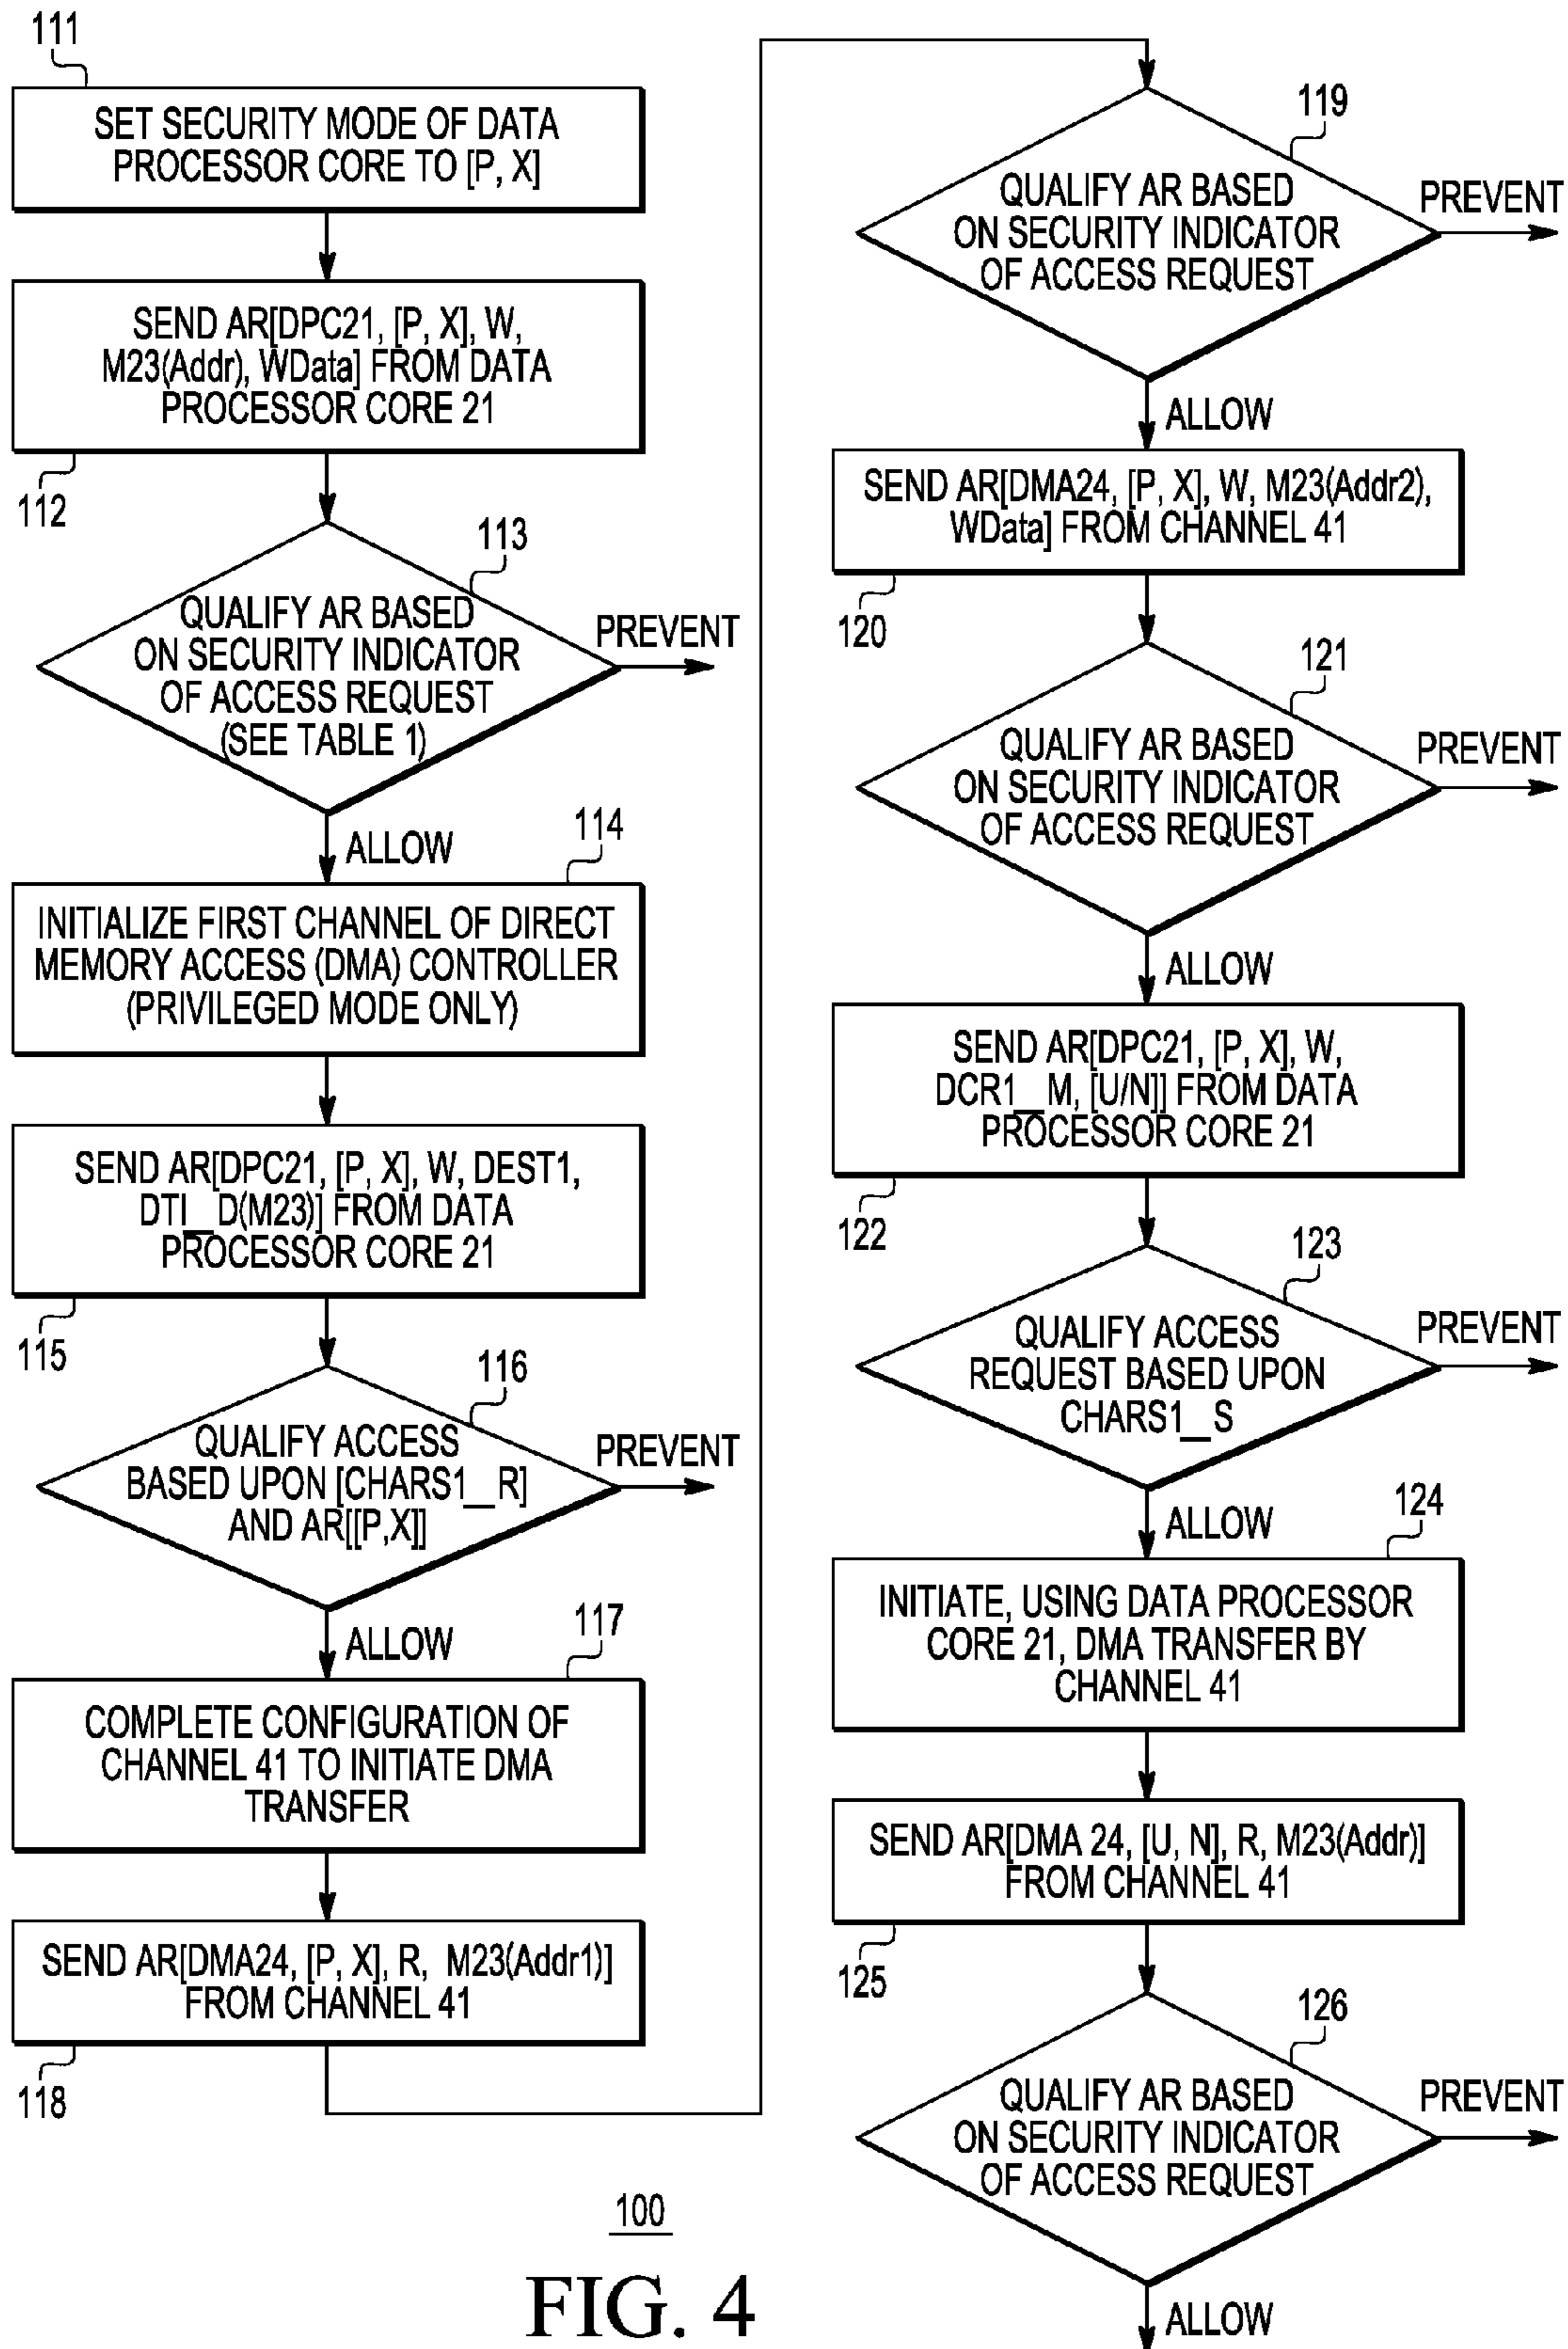 111
SET SECURITY MODE OF DATA
PROCESSOR CORE TO [P, X]
SEND AR[DPC21, [P, X], W,
M23(Addr), WData] FROM DATA
PROCESSOR CORE 21
112
113
QUALIFY AR BASED
ON SECURITY INDICATOR
OF ACCESS REQUEST
(SEE TABLE 1)
PREVENT
ALLOW
114
INITIALIZE FIRST CHANNEL OF DIRECT
MEMORY ACCESS (DMA) CONTROLLER
(PRIVILEGED MODE ONLY)
SEND AR[DPC21, [P, X], W, DEST1,
DTI__D(M23)] FROM DATA
PROCESSOR CORE 21
115
116
QUALIFY ACCESS
BASED UPON [CHARS1__R]
AND AR[[P,X]]
PREVENT
ALLOW
117
COMPLETE CONFIGURATION OF
CHANNEL 41 TO INITIATE DMA
TRANSFER
SEND AR[DMA24, [P, X], R, M23(Addr1)]
FROM CHANNEL 41
118
119
QUALIFY AR BASED
ON SECURITY INDICATOR
OF ACCESS REQUEST
PREVENT
ALLOW
SEND AR[DMA24, [P, X], W, M23(Addr2),
WData] FROM CHANNEL 41
120
121
QUALIFY AR BASED
ON SECURITY INDICATOR
OF ACCESS REQUEST
PREVENT
ALLOW
SEND AR[DPC21, [P, X], W,
DCR1__M, [U/N]] FROM DATA
PROCESSOR CORE 21
122
123
QUALIFY ACCESS
REQUEST BASED UPON
CHARS1__S
PREVENT
ALLOW
124
INITIATE, USING DATA PROCESSOR
CORE 21, DMA TRANSFER BY
CHANNEL 41
SEND AR[DMA 24, [U, N], R, M23(Addr)]
FROM CHANNEL 41
125
126
QUALIFY AR BASED
ON SECURITY INDICATOR
OF ACCESS REQUEST
PREVENT
ALLOW
100
FIG. 4